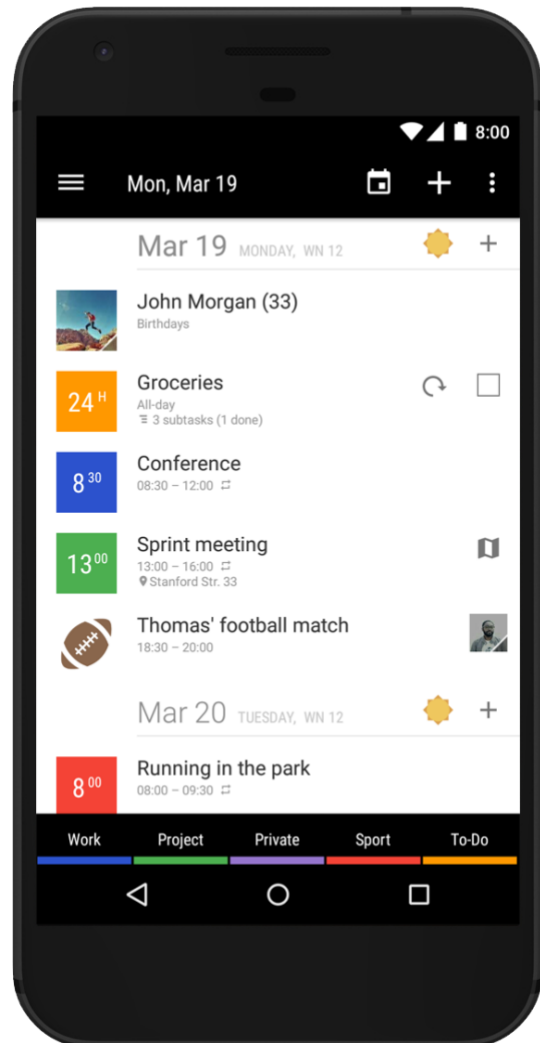 8:00
Mon, Mar 19
Mar 19 MONDAY, WN 12
John Morgan (33)
Birthdays
24 H
Groceries
All-day
3 subtasks (1 done)
8 30
Conference
08:30 – 12:00
13 00
Sprint meeting
13:00 – 16:00
Stanford Str. 33
Thomas' football match
18:30 – 20:00
Mar 20 TUESDAY, WN 12
8 00
Running in the park
08:00 – 09:30
Work Project Private Sport To-Do